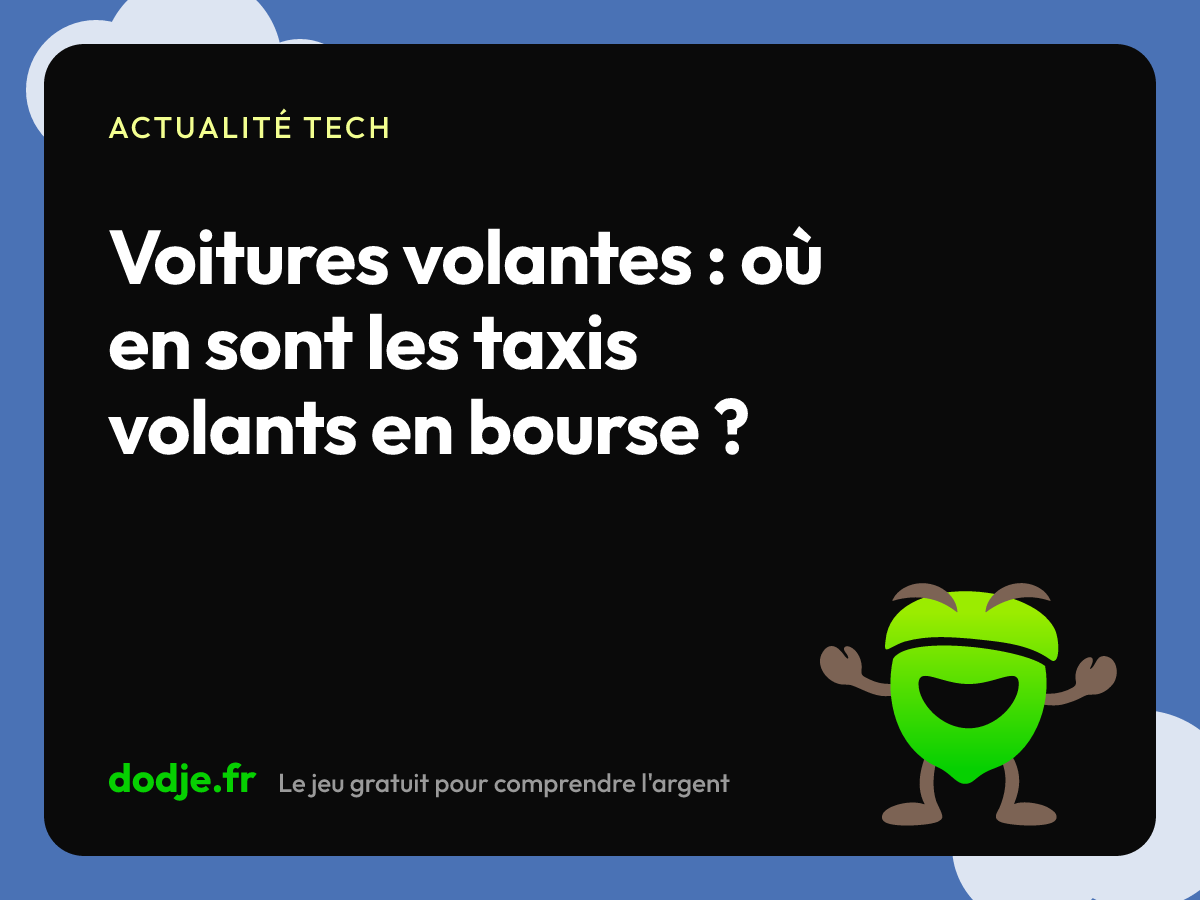 ACTUALITÉ TECH
Voitures volantes : où
en sont les taxis
volants en bourse ?
dodje.fr Le jeu gratuit pour comprendre l'argent